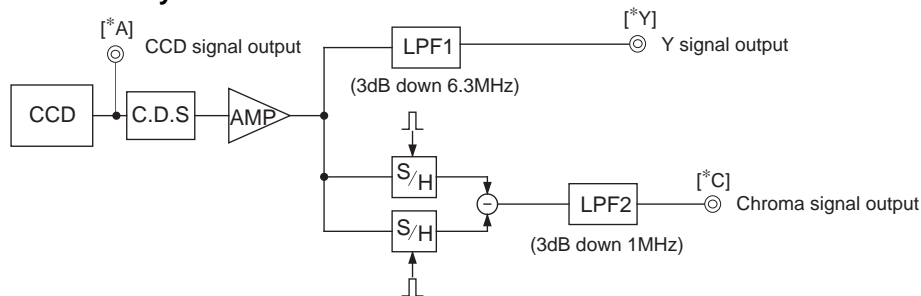 [*A]
CCD signal output
[*Y]
LPF1
Y signal output
(3dB down 6.3MHz)
CCD
C.D.S
AMP
S/H
[*C]
LPF2
Chroma signal output
S/H
(3dB down 1MHz)